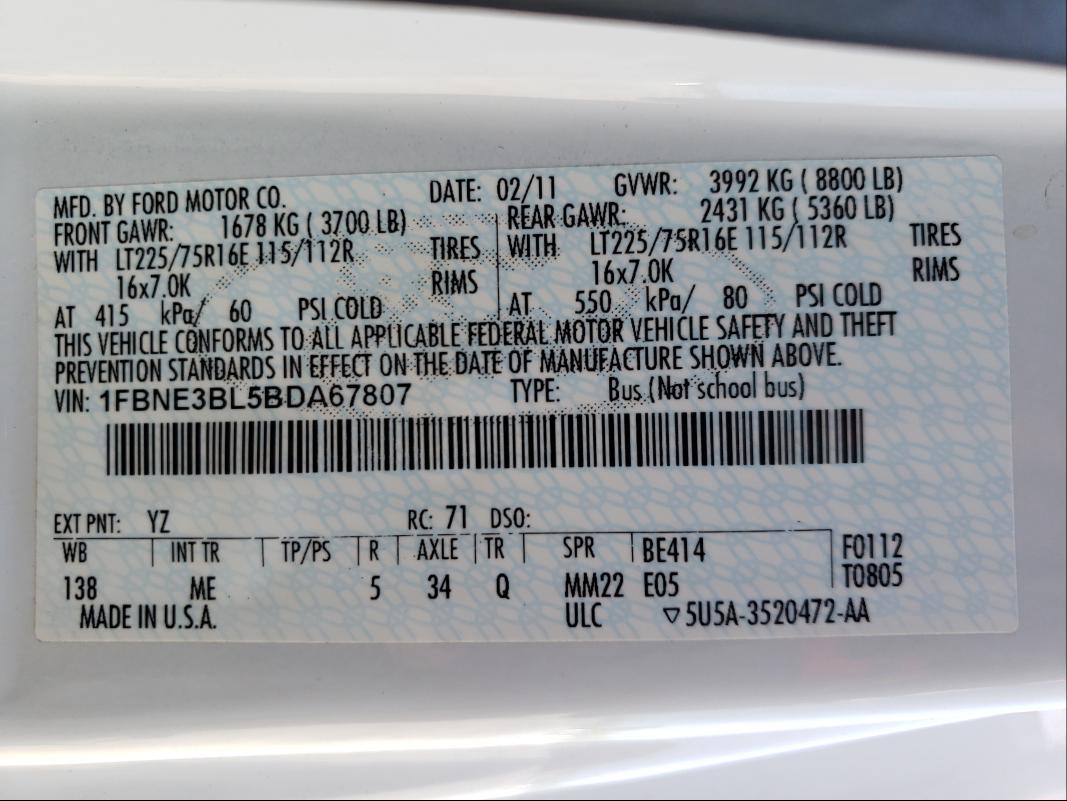 MFD. BY FORD MOTOR CO. DATE: 02/11 GVWR: 3992 KG ( 8800 LB)
FRONT GAWR: 1678 KG ( 3700 LB) REAR GAWR: 2431 KG ( 5360 LB)
WITH LT225/75R16E 115/112R TIRES WITH LT225/75R16E 115/112R TIRES
16x7.0K RIMS 16x7.0K RIMS
AT 415 kPa/ 60 PSI COLD AT 550 kPa/ 80 PSI COLD
THIS VEHICLE CONFORMS TO ALL APPLICABLE FEDERAL MOTOR VEHICLE SAFETY AND THEFT
PREVENTION STANDARDS IN EFFECT ON THE DATE OF MANUFACTURE SHOWN ABOVE.
VIN: 1FBNE3BL5BDA67807 TYPE: Bus (Not school bus)
EXT PNT: YZ RC: 71 DSO:
WB INT TR TP/PS R AXLE TR SPR BE414 F0112
138 ME 5 34 Q MM22 E05 T0805
MADE IN U.S.A. ULC ▽5U5A-3520472-AA